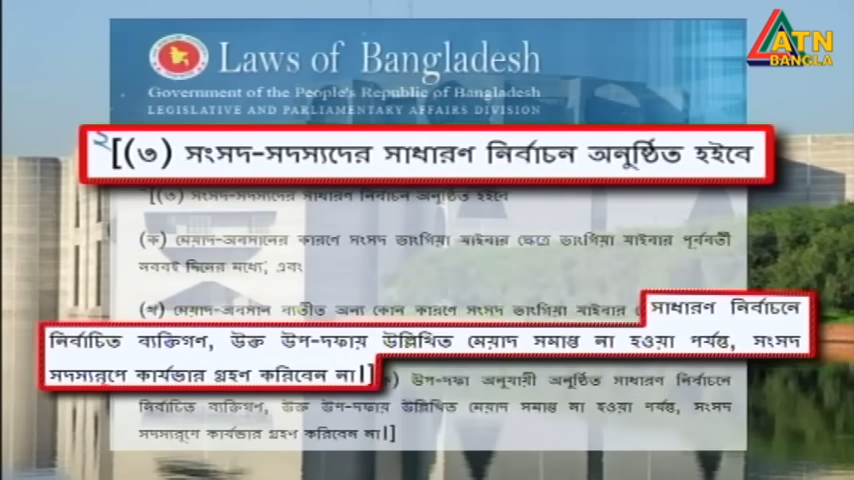 ATN
BANGLA
Laws of Bangladesh
Government of the People's Republic of Bangladesh
LEGISLATIVE AND PARLIAMENTARY AFFAIRS DIVISION
২[(৩) সংসদ-সদস্যদের সাধারণ নির্বাচন অনুষ্ঠিত হইবে
[(৩) সংসদ-সদস্যদের সাধারণ নির্বাচন অনুষ্ঠিত হইবে
(ক) মেয়াদ-অবসানের কারণে সংসদ ভাংগিয়া যাইবার ক্ষেত্রে ভাংগিয়া যাইবার পূর্ববর্তী
নব্বই দিনের মধ্যে; এবং
(খ) মেয়াদ-অবসান ব্যতীত অন্য কোন কারণে সংসদ ভাংগিয়া যাইবার
সাধারণ নির্বাচনে
নির্বাচিত ব্যক্তিগণ, উক্ত উপ-দফায় উল্লিখিত মেয়াদ সমাপ্ত না হওয়া পর্যন্ত, সংসদ
সদস্যরূপে কার্যভার গ্রহণ করিবেন না।]
) উপ-দফা অনুযায়ী অনুষ্ঠিত সাধারণ নির্বাচনে
নির্বাচিত ব্যক্তিগণ, উক্ত উপ-দফায় উল্লিখিত মেয়াদ সমাপ্ত না হওয়া পর্যন্ত, সংসদ
সদস্যরূপে কার্যভার গ্রহণ করিবেন না।]